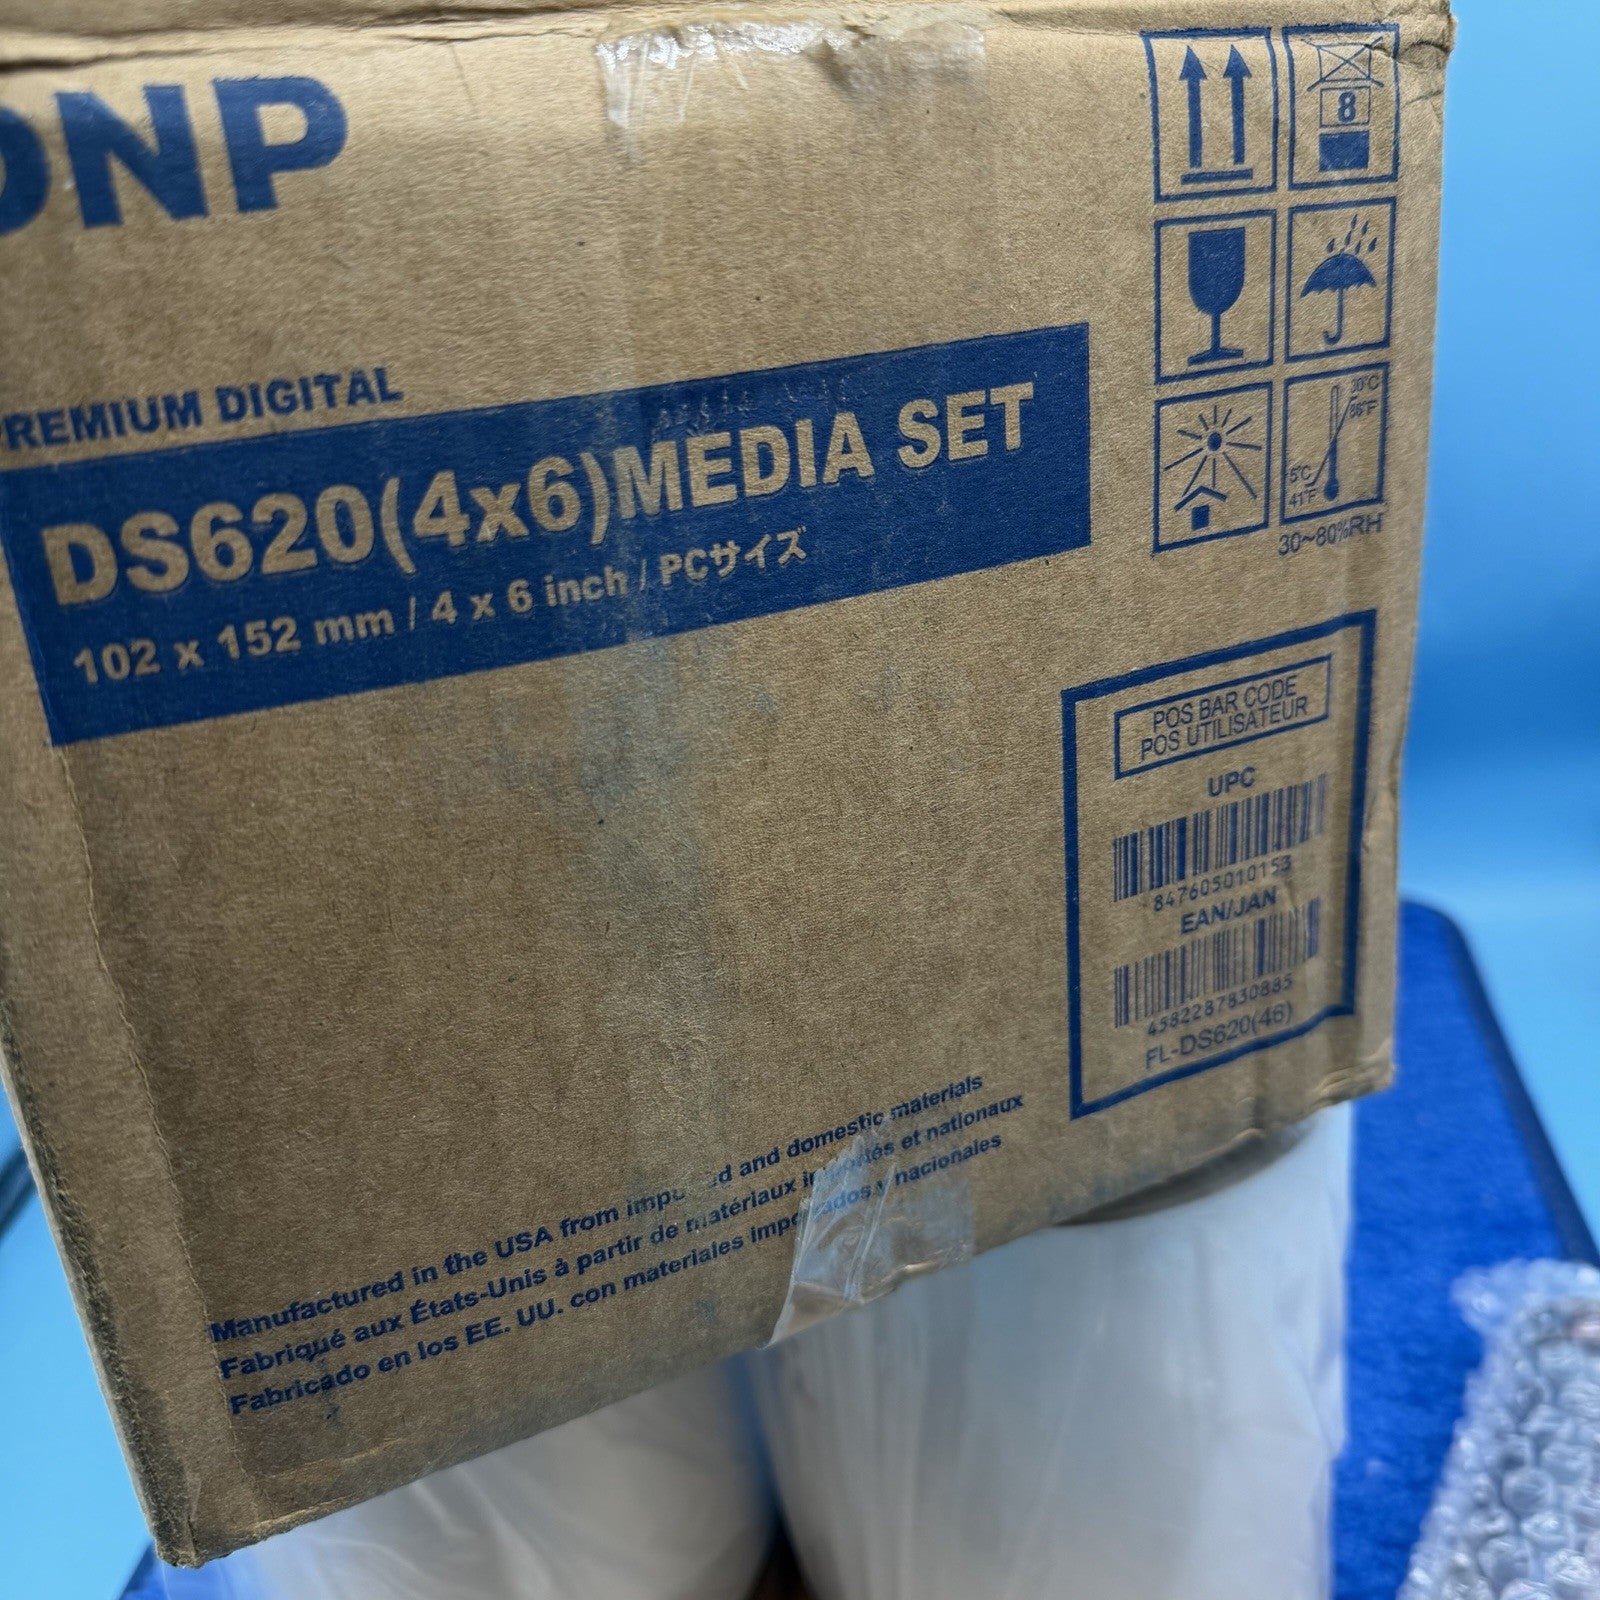 DNP
8
PREMIUM DIGITAL
DS620(4x6)MEDIA SET
102 x 152 mm / 4 x 6 inch / PCサイズ
30°C
86°F
5°C
41°F
30~80%RH
POS BAR CODE
POS UTILISATEUR
UPC
847605010153
EAN/JAN
4582287830885
FL-DS620(46)
Manufactured in the USA from imported and domestic materials
Fabriqué aux États-Unis à partir de matériaux importés et nationaux
Fabricado en los EE. UU. con materiales importados y nacionales